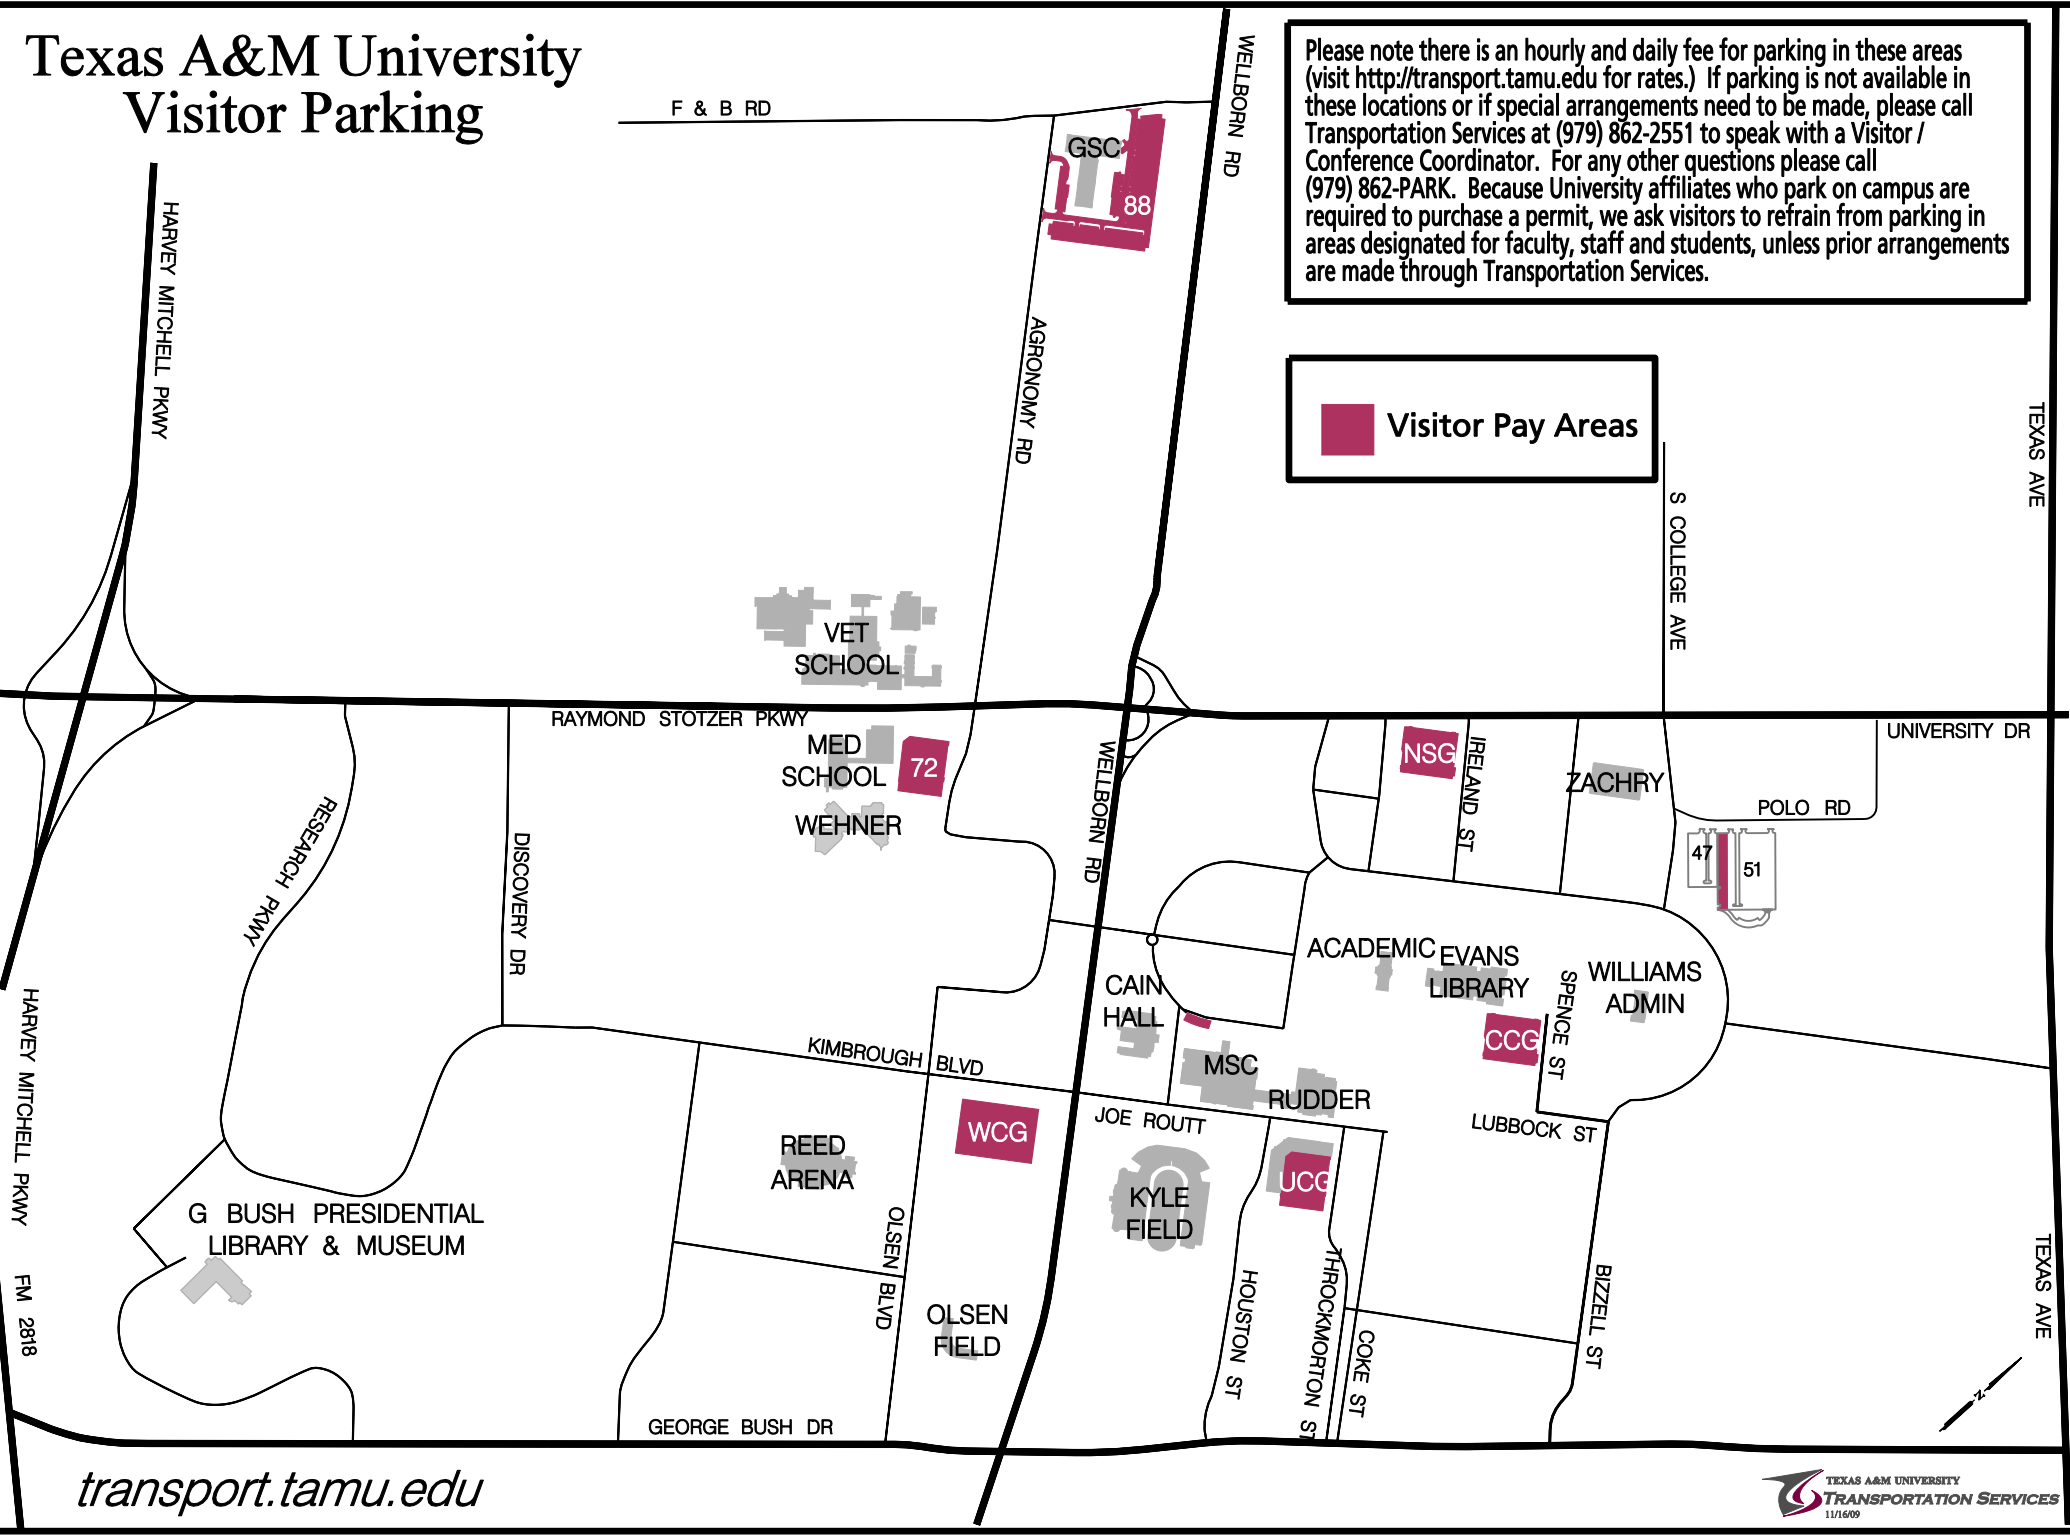 Texas A&M University
Visitor Parking
Please note there is an hourly and daily fee for parking in these areas
(visit http://transport.tamu.edu for rates.) If parking is not available in
these locations or if special arrangements need to be made, please call
Transportation Services at (979) 862-2551 to speak with a Visitor /
Conference Coordinator. For any other questions please call
(979) 862-PARK. Because University affiliates who park on campus are
required to purchase a permit, we ask visitors to refrain from parking in
areas designated for faculty, staff and students, unless prior arrangements
are made through Transportation Services.
Visitor Pay Areas
F & B RD
WELLBORN RD
GSC
88
HARVEY MITCHELL PKWY
AGRONOMY RD
TEXAS AVE
S COLLEGE AVE
VET
SCHOOL
RAYMOND STOTZER PKWY
UNIVERSITY DR
MED
SCHOOL
72
WEHNER
WELLBORN RD
NSG
IRELAND ST
ZACHRY
POLO RD
47
51
RESEARCH PKWY
DISCOVERY DR
ACADEMIC
EVANS
LIBRARY
SPENCE ST
WILLIAMS
ADMIN
CAIN
HALL
CCG
HARVEY MITCHELL PKWY
FM 2818
KIMBROUGH BLVD
MSC
RUDDER
JOE ROUTT
LUBBOCK ST
WCG
REED
ARENA
UCG
KYLE
FIELD
G BUSH PRESIDENTIAL
LIBRARY & MUSEUM
OLSEN BLVD
OLSEN
FIELD
HOUSTON ST
THROCKMORTON ST
COKE ST
BIZZELL ST
TEXAS AVE
N
GEORGE BUSH DR
transport.tamu.edu
TEXAS A&M UNIVERSITY
TRANSPORTATION SERVICES
11/16/09